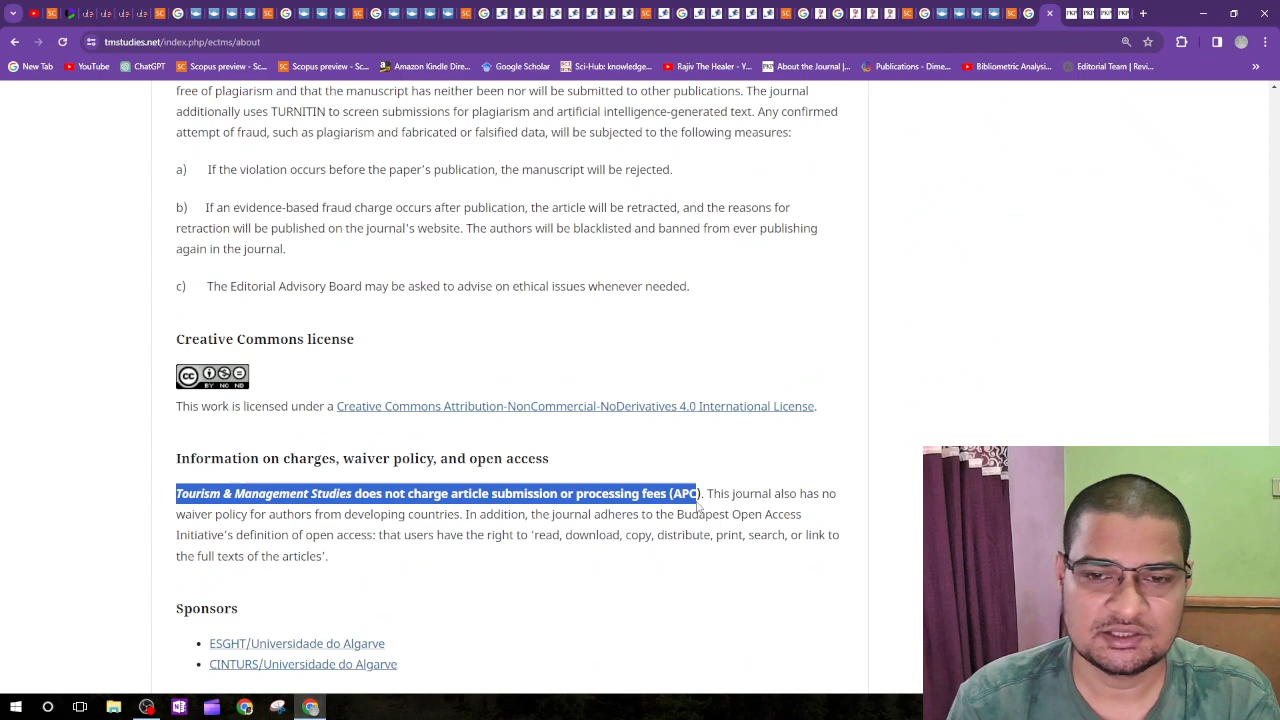 tmstudies.net/index.php/ectms/about
New Tab
YouTube
ChatGPT
Scopus preview - Sc...
Scopus preview - Sc...
Amazon Kindle Dire...
Google Scholar
Sci-Hub: knowledge...
Rajiv The Healer - Y...
About the Journal |...
Publications - Dime...
Bibliometric Analysi...
Editorial Team | Revi...
free of plagiarism and that the manuscript has neither been nor will be submitted to other publications. The journal
additionally uses TURNITIN to screen submissions for plagiarism and artificial intelligence-generated text. Any confirmed
attempt of fraud, such as plagiarism and fabricated or falsified data, will be subjected to the following measures:
a) If the violation occurs before the paper's publication, the manuscript will be rejected.
b) If an evidence-based fraud charge occurs after publication, the article will be retracted, and the reasons for
retraction will be published on the journal's website. The authors will be blacklisted and banned from ever publishing
again in the journal.
c) The Editorial Advisory Board may be asked to advise on ethical issues whenever needed.
Creative Commons license
CC BY NC ND
This work is licensed under a Creative Commons Attribution-NonCommercial-NoDerivatives 4.0 International License.
Information on charges, waiver policy, and open access
Tourism & Management Studies does not charge article submission or processing fees (APC). This journal also has no
waiver policy for authors from developing countries. In addition, the journal adheres to the Budapest Open Access
Initiative's definition of open access: that users have the right to 'read, download, copy, distribute, print, search, or link to
the full texts of the articles'.
Sponsors
• ESGHT/Universidade do Algarve
• CINTURS/Universidade do Algarve